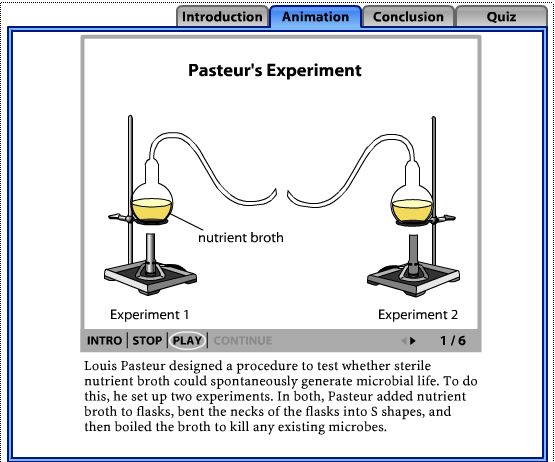 Introduction
Animation
Conclusion
Quiz
Pasteur's Experiment
nutrient broth
Experiment 1
Experiment 2
INTRO | STOP | PLAY | CONTINUE
1 / 6
Louis Pasteur designed a procedure to test whether sterile
nutrient broth could spontaneously generate microbial life. To do
this, he set up two experiments. In both, Pasteur added nutrient
broth to flasks, bent the necks of the flasks into S shapes, and
then boiled the broth to kill any existing microbes.